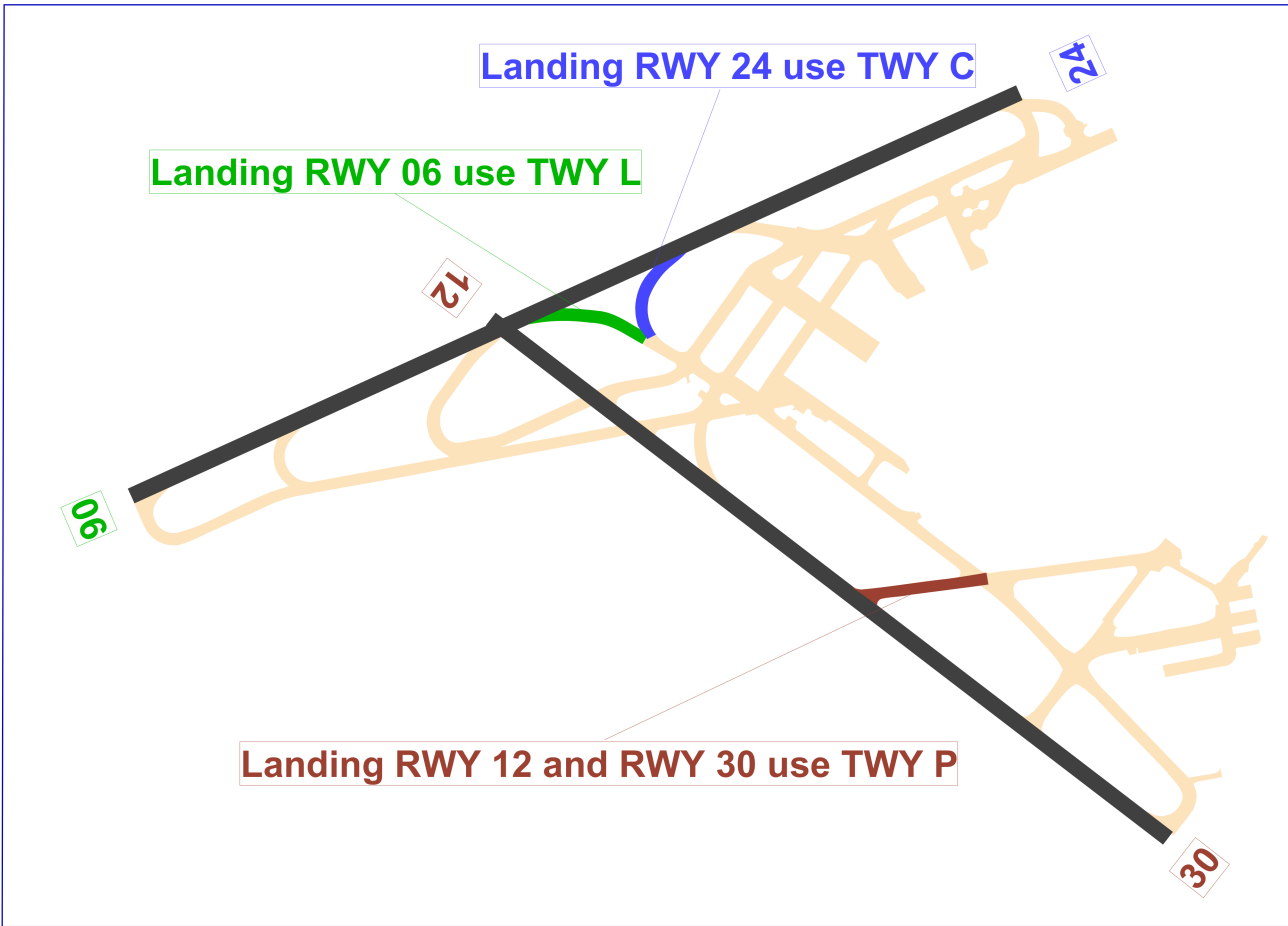 Landing RWY 24 use TWY C
24
Landing RWY 06 use TWY L
12
06
Landing RWY 12 and RWY 30 use TWY P
30